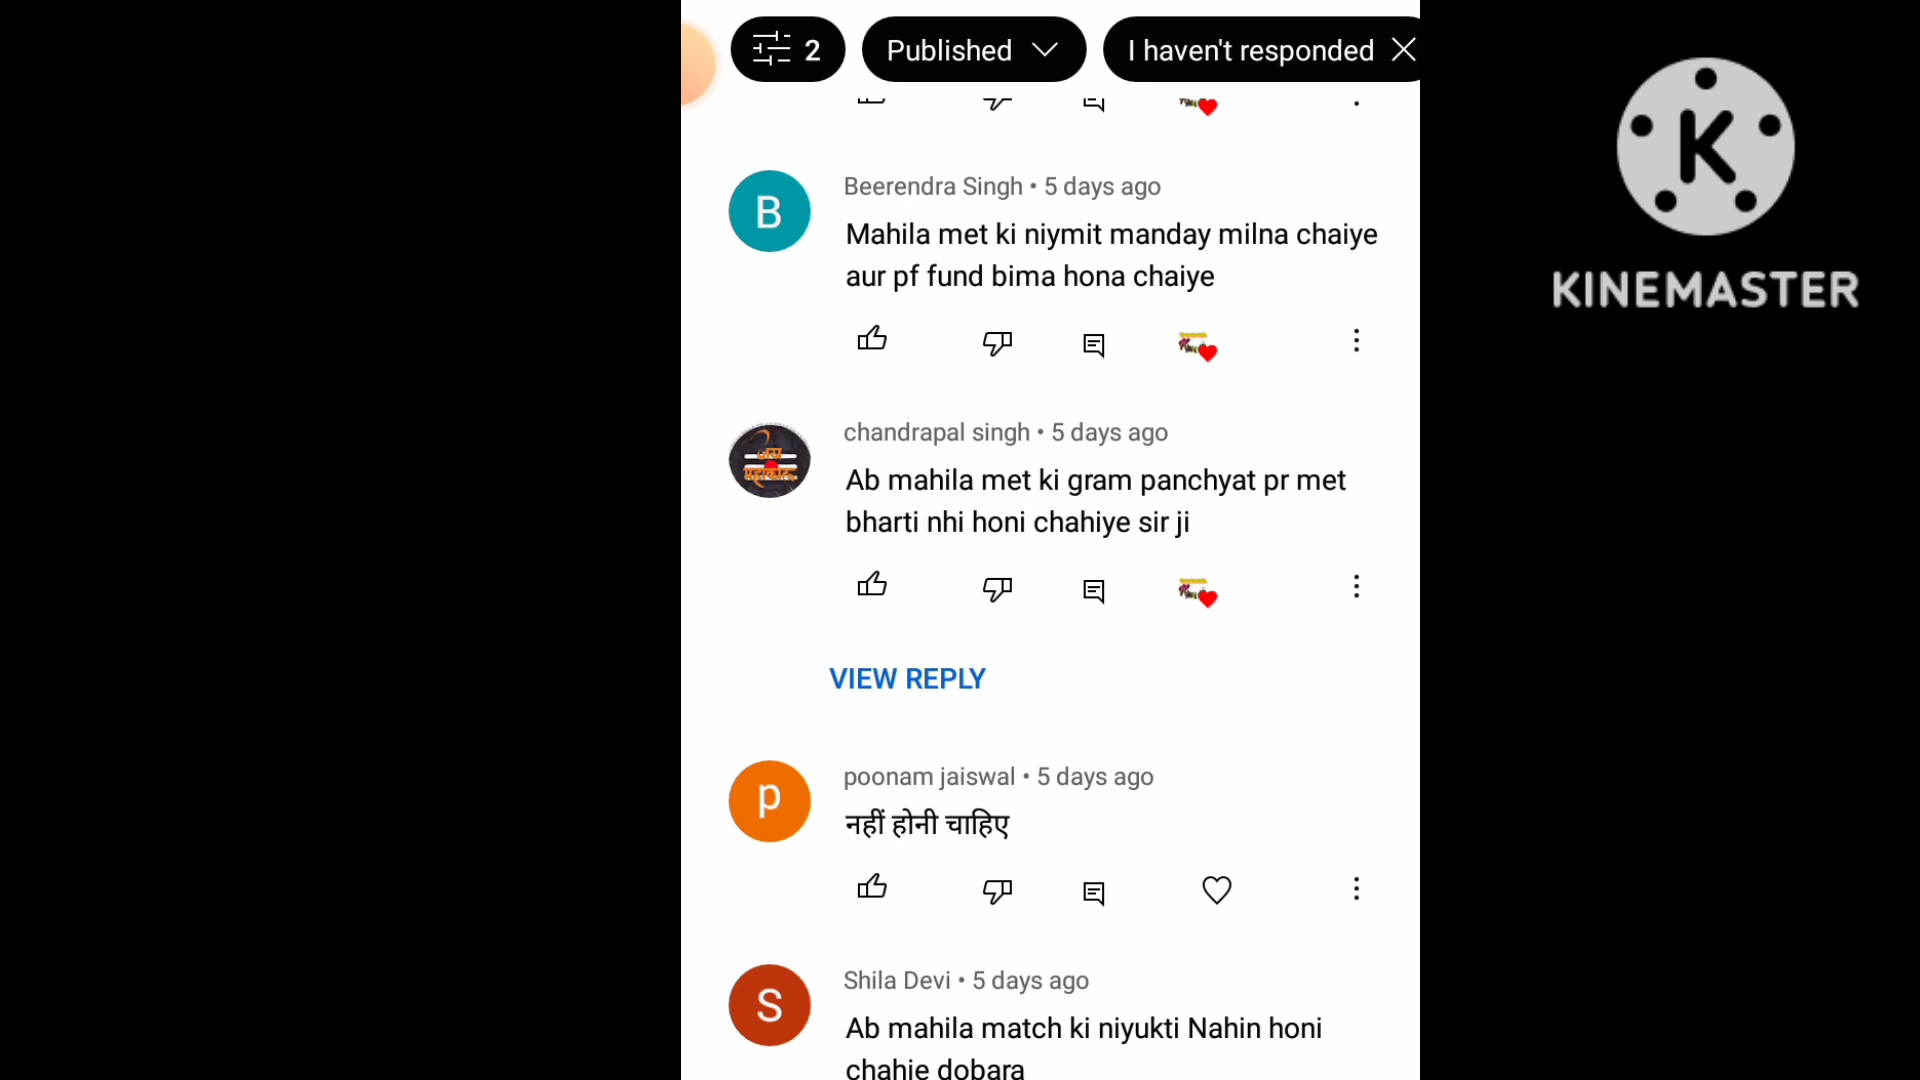 2
Published
I haven't responded
K
KINEMASTER
B
Beerendra Singh • 5 days ago
Mahila met ki niymit manday milna chaiye
aur pf fund bima hona chaiye
chandrapal singh • 5 days ago
जय
महाकाल
Ab mahila met ki gram panchyat pr met
bharti nhi honi chahiye sir ji
VIEW REPLY
p
poonam jaiswal • 5 days ago
नहीं होनी चाहिए
S
Shila Devi • 5 days ago
Ab mahila match ki niyukti Nahin honi
chahie dobara